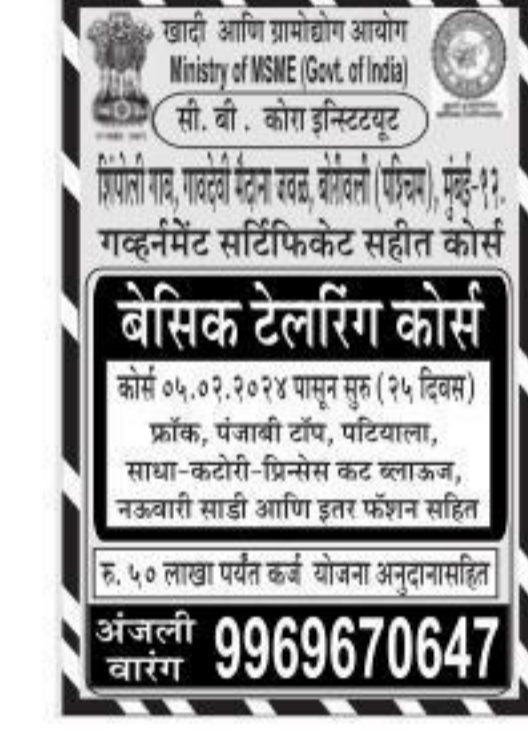 खादी आणि ग्रामोद्योग आयोग
Ministry of MSME (Govt. of India)
सी. बी . कोरा इन्स्टिटयूट
शिंपोली गाव, गावदेवी मैदाना जवळ, बोरीवली (पश्चिम), मुंबई-९२.
गव्हर्नमेंट सर्टिफिकेट सहीत कोर्स
बेसिक टेलरिंग कोर्स
कोर्स ०५.०२.२०२४ पासून सुरु (२५ दिवस)
फ्रॉक, पंजाबी टॉप, पटियाला,
साधा-कटोरी-प्रिन्सेस कट ब्लाऊज,
नऊवारी साडी आणि इतर फॅशन सहित
रु. ५० लाखा पर्यंत कर्ज योजना अनुदानासहित
अंजली
वारंग 9969670647